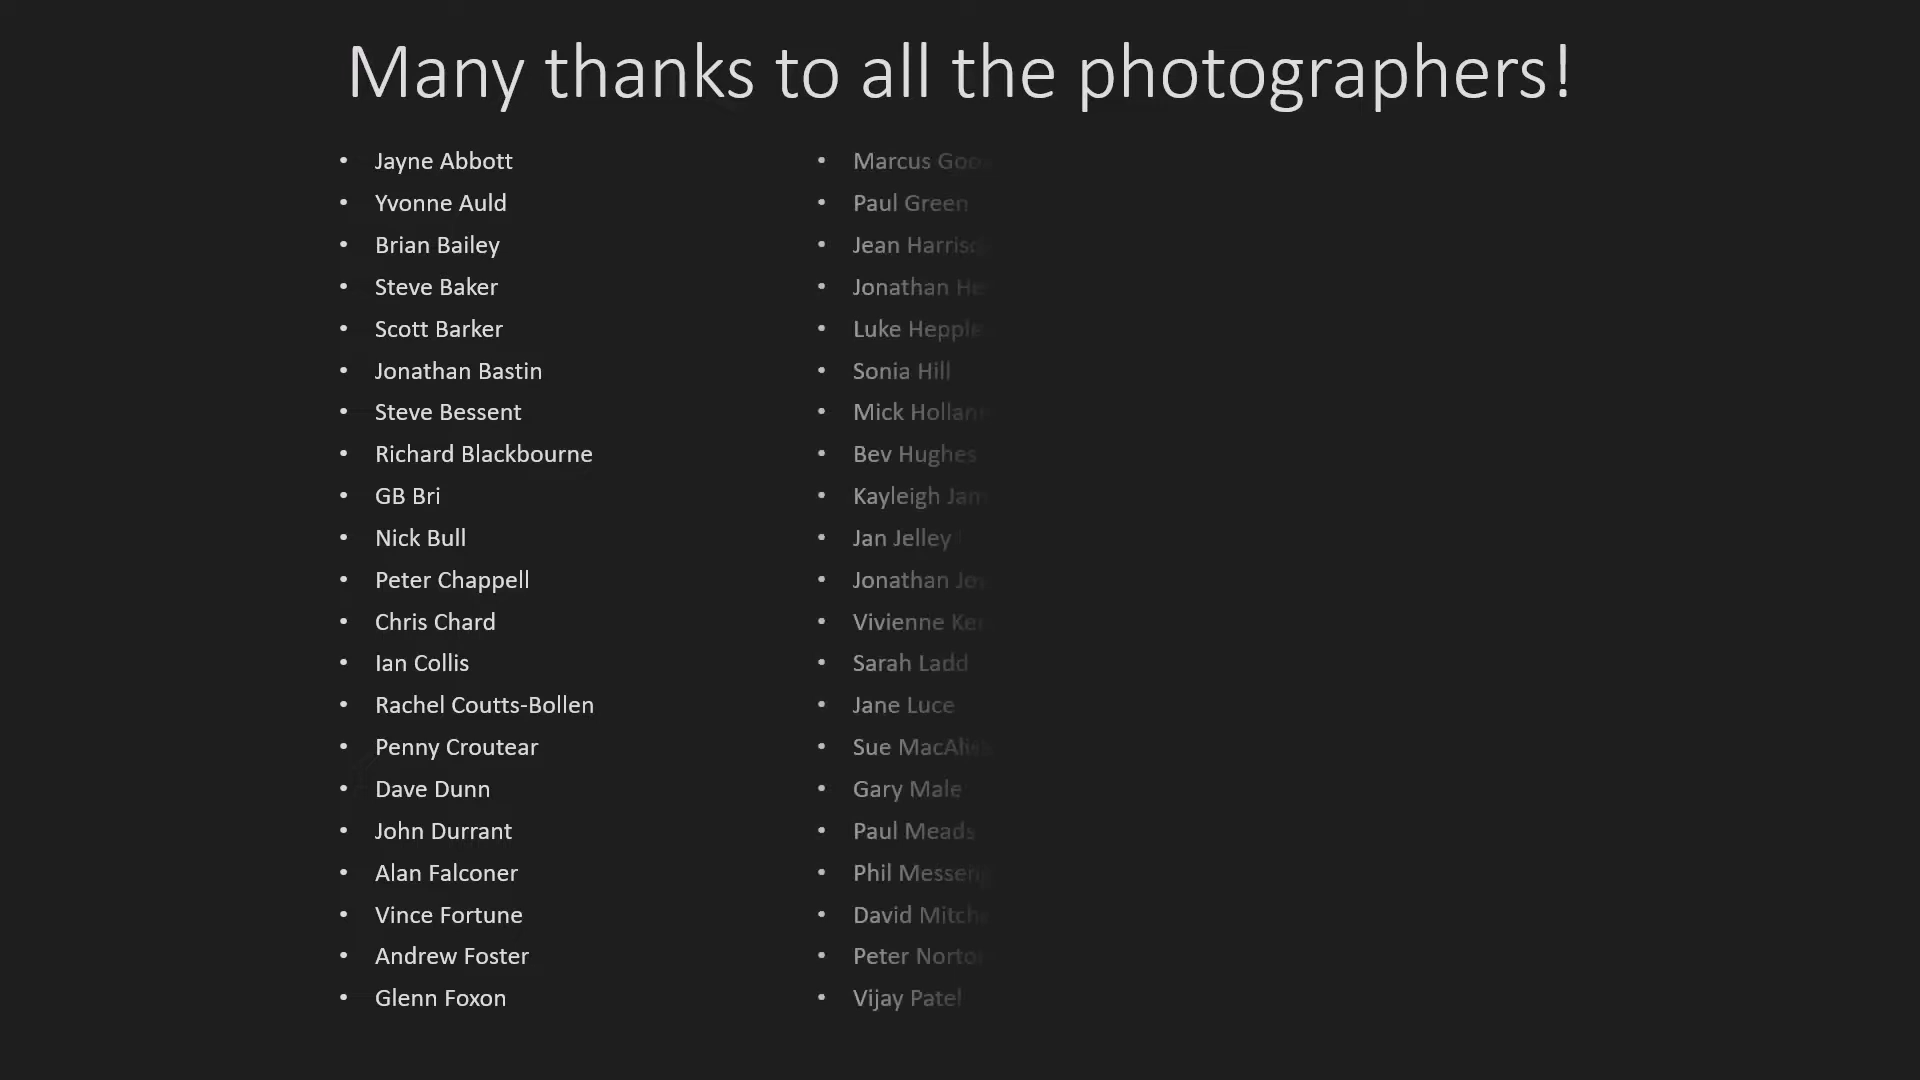 Many thanks to all the photographers!
• Jayne Abbott
• Yvonne Auld
• Brian Bailey
• Steve Baker
• Scott Barker
• Jonathan Bastin
• Steve Bessent
• Richard Blackbourne
• GB Bri
• Nick Bull
• Peter Chappell
• Chris Chard
• Ian Collis
• Rachel Coutts-Bollen
• Penny Croutear
• Dave Dunn
• John Durrant
• Alan Falconer
• Vince Fortune
• Andrew Foster
• Glenn Foxon
• Marcus
• Paul Green
• Jean
• Jonathan
• Luke
• Sonia Hill
• Mick
• Bev Hughes
• Kayleigh
• Jan Jelley
• Jonathan
• Vivienne
• Sarah Ladd
• Jane Luce
• Sue
• Gary Male
• Paul Meads
• Phil
• David
• Peter
• Vijay Patel